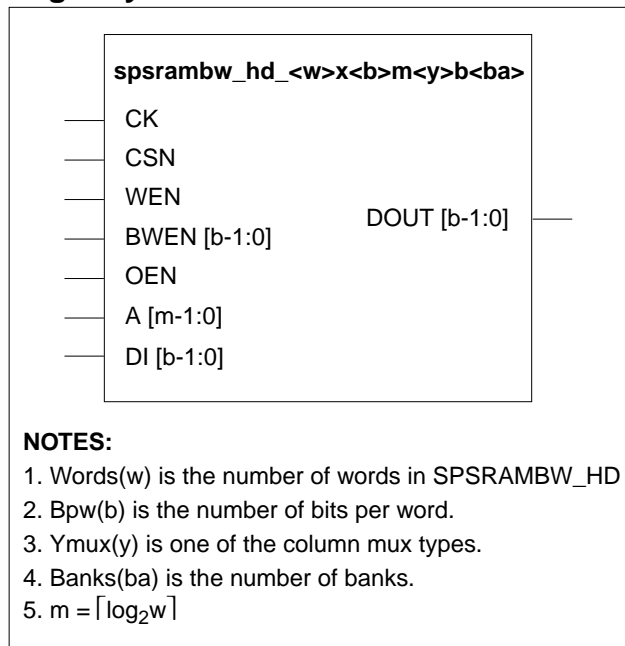 spsrambw_hd_<w>x<b>m<y>b<ba>
CK
CSN
WEN
BWEN [b-1:0]
OEN
A [m-1:0]
DI [b-1:0]
DOUT [b-1:0]
NOTES:
1. Words(w) is the number of words in SPSRAMBW_HD
2. Bpw(b) is the number of bits per word.
3. Ymux(y) is one of the column mux types.
4. Banks(ba) is the number of banks.
5. m = ⌈log₂w⌉